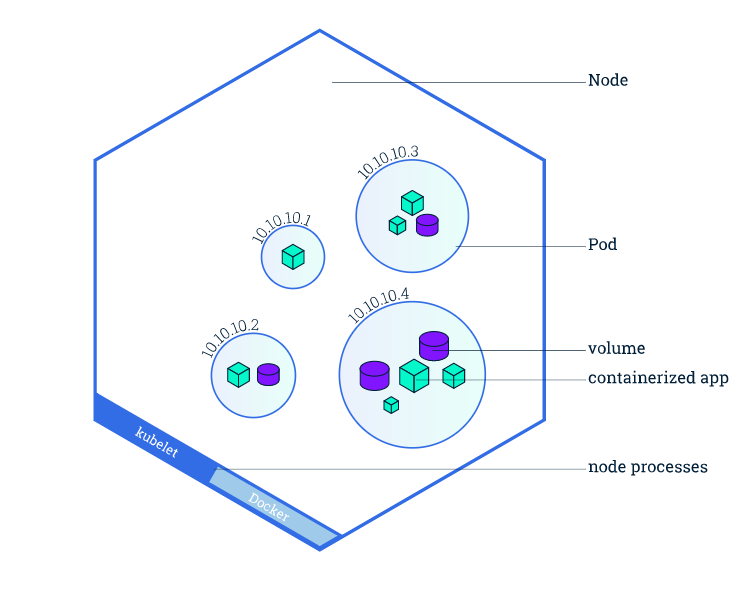 Node
10.10.10.3
10.10.10.1
Pod
10.10.10.4
10.10.10.2
volume
containerized app
kubelet
node processes
Docker